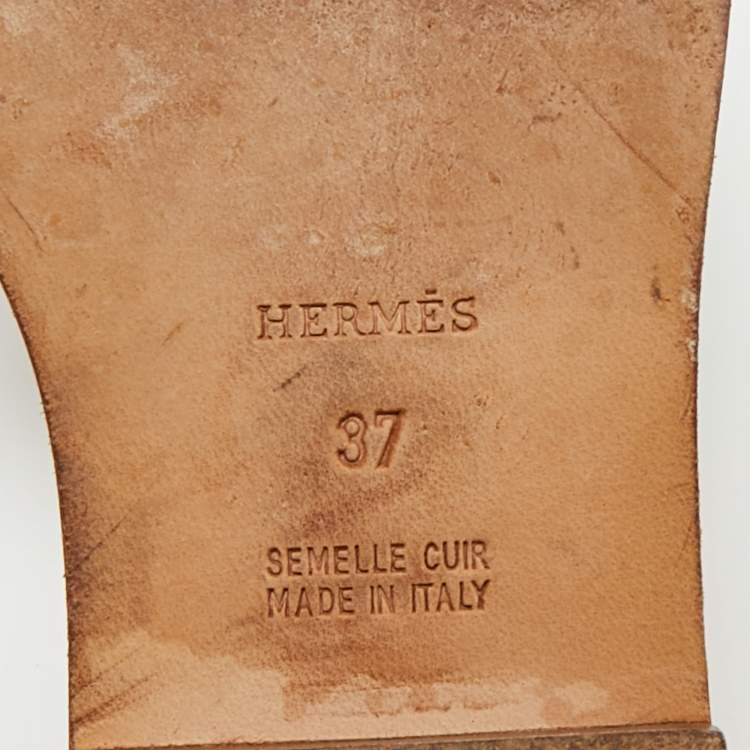 HERMÈS
37
SEMELLE CUIR
MADE IN ITALY